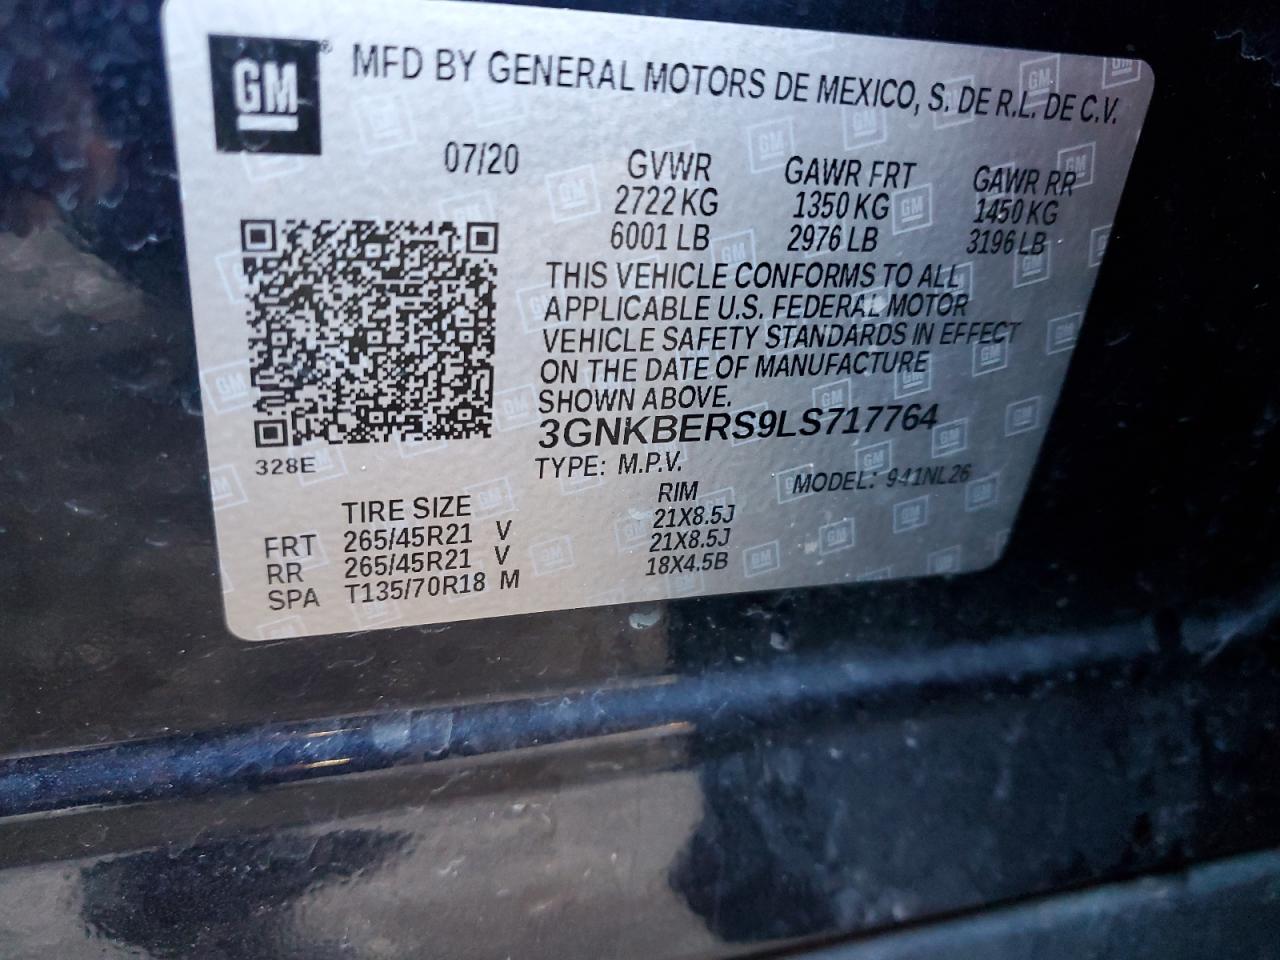 GM ® MFD BY GENERAL MOTORS DE MEXICO, S. DE R.L. DE C.V.
07/20 GVWR GAWR FRT GAWR RR
2722 KG 1350 KG 1450 KG
6001 LB 2976 LB 3196 LB
THIS VEHICLE CONFORMS TO ALL
APPLICABLE U.S. FEDERAL MOTOR
VEHICLE SAFETY STANDARDS IN EFFECT
ON THE DATE OF MANUFACTURE
SHOWN ABOVE.
3GNKBERS9LS717764
328E TYPE: M.P.V. MODEL: 941NL26
TIRE SIZE RIM
FRT 265/45R21 V 21X8.5J
RR 265/45R21 V 21X8.5J
SPA T135/70R18 M 18X4.5B